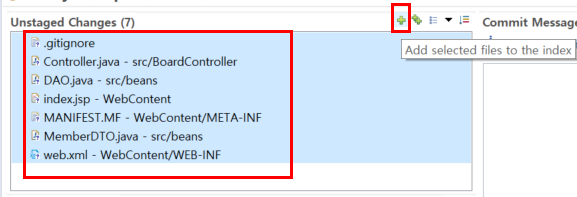 Unstaged Changes (7)
Commit Message
Add selected files to the index
.gitignore
Controller.java - src/BoardController
DAO.java - src/beans
index.jsp - WebContent
MANIFEST.MF - WebContent/META-INF
MemberDTO.java - src/beans
web.xml - WebContent/WEB-INF